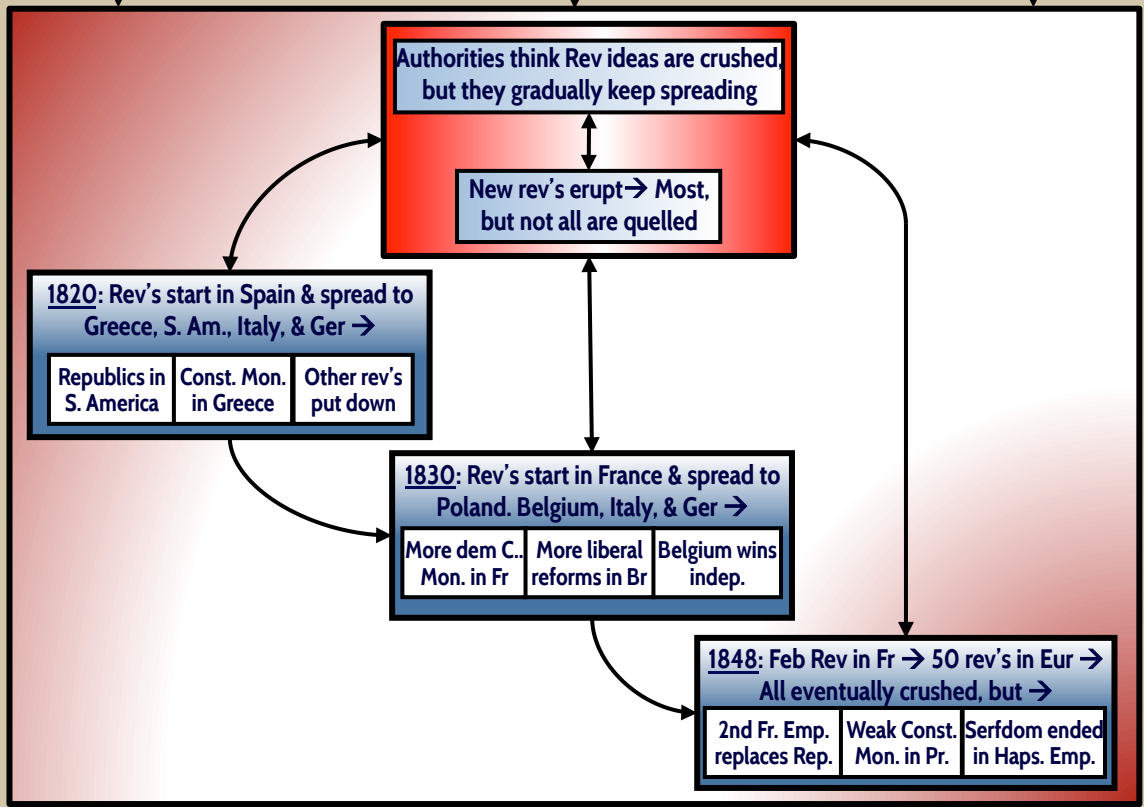 Authorities think Rev ideas are crushed,
but they gradually keep spreading
New rev's erupt→ Most,
but not all are quelled
1820: Rev's start in Spain & spread to
Greece, S. Am., Italy, & Ger →
Republics in
S. America
Const. Mon.
in Greece
Other rev's
put down
1830: Rev's start in France & spread to
Poland. Belgium, Italy, & Ger →
More dem C..
Mon. in Fr
More liberal
reforms in Br
Belgium wins
indep.
1848: Feb Rev in Fr → 50 rev's in Eur →
All eventually crushed, but →
2nd Fr. Emp.
replaces Rep.
Weak Const.
Mon. in Pr.
Serfdom ended
in Haps. Emp.